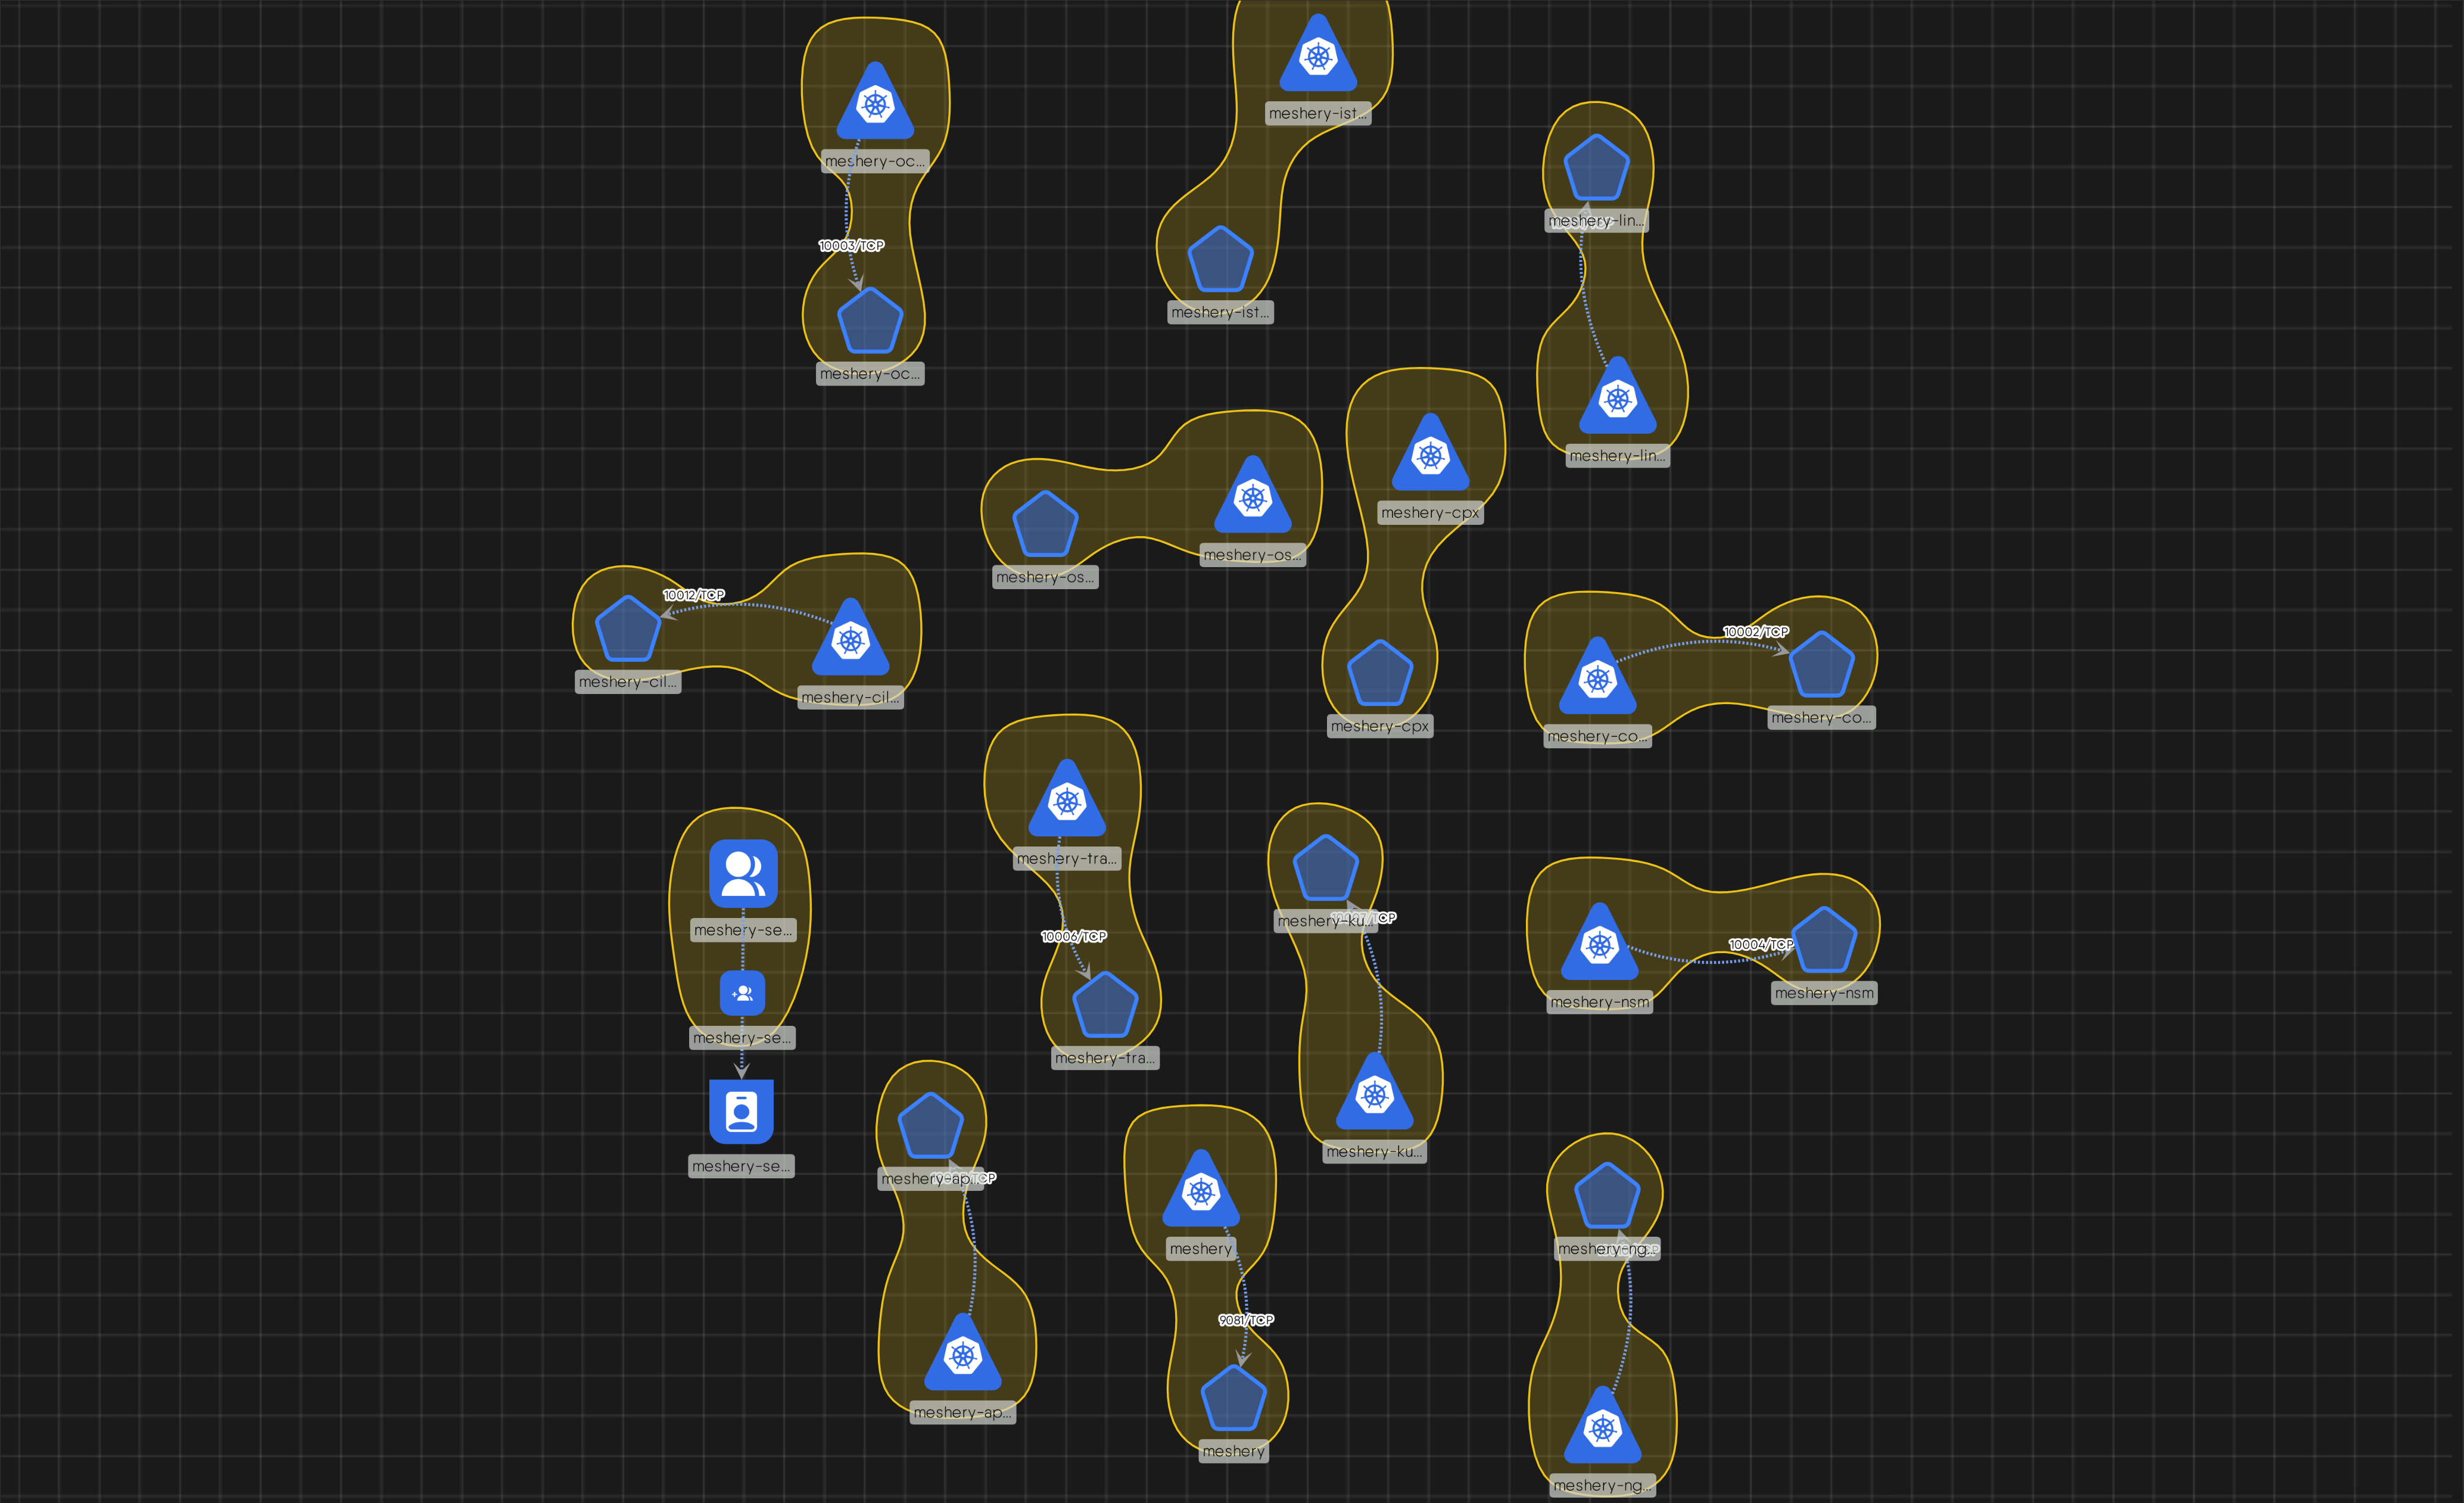 meshery-ist...
meshery-oc...
meshery-lin...
10003/TCP
meshery-ist...
meshery-oc...
meshery-lin...
meshery-cpx
meshery-os...
meshery-os...
10012/TCP
10002/TCP
meshery-cil...
meshery-cil...
meshery-co...
meshery-cpx
meshery-co...
meshery-tra...
meshery-ku...
meshery-se...
10006/TCP
10004/TCP
meshery-nsm
meshery-nsm
meshery-se...
meshery-tra...
meshery-ku...
meshery-se...
meshery-ap...
meshery
meshery-ng...
9081/TCP
meshery-ap...
meshery
meshery-ng...